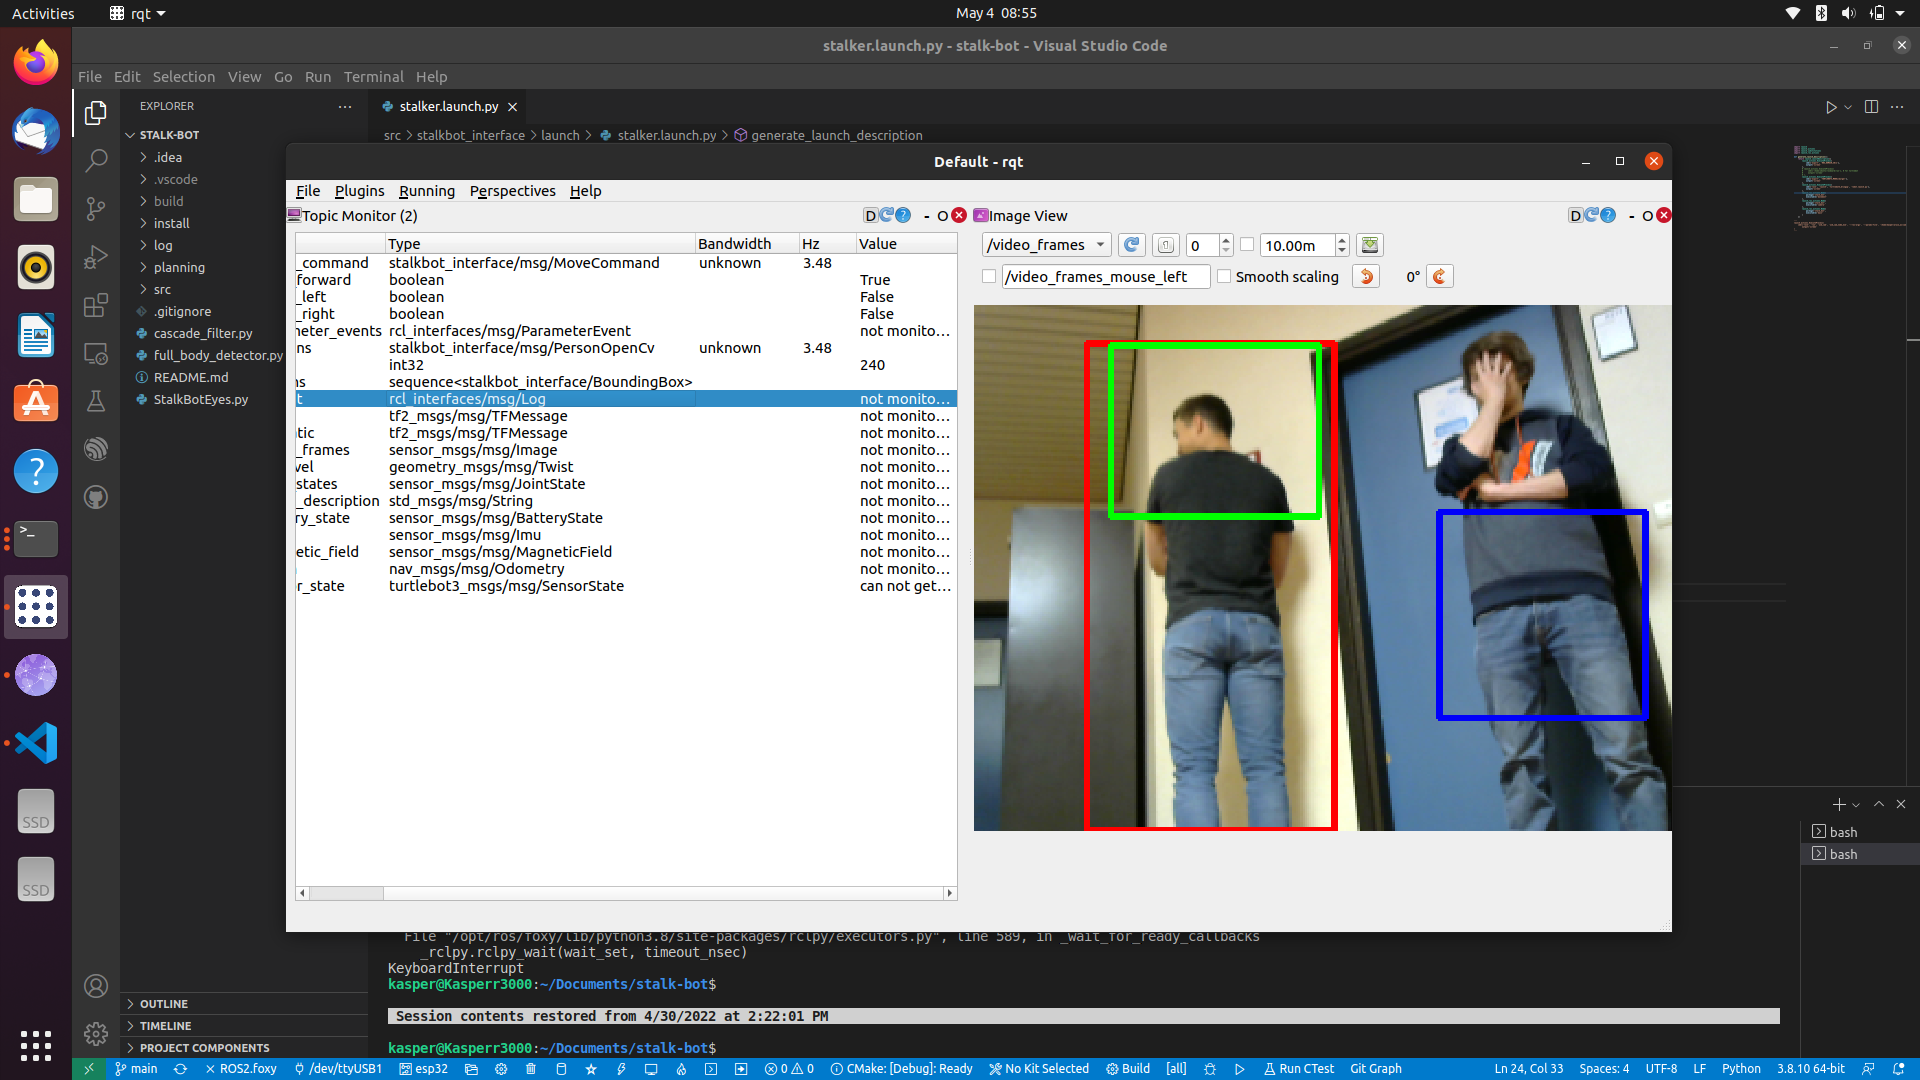 Activities
rqt
May 4  08:55
stalker.launch.py - stalk-bot - Visual Studio Code
File Edit Selection View Go Run Terminal Help
EXPLORER
stalker.launch.py
STALK-BOT
src > stalkbot_interface > launch > stalker.launch.py > generate_launch_description
.idea
.vscode
build
install
log
planning
src
.gitignore
cascade_filter.py
full_body_detector.py
README.md
StalkBotEyes.py
Default - rqt
File Plugins Running Perspectives Help
Topic Monitor (2)
D - O
Type Bandwidth Hz Value
_command stalkbot_interface/msg/MoveCommand unknown 3.48
forward boolean True
_left boolean False
_right boolean False
neter_events rcl_interfaces/msg/ParameterEvent not monito...
ns stalkbot_interface/msg/PersonOpenCv unknown 3.48
int32 240
ns sequence<stalkbot_interface/BoundingBox>
t rcl_interfaces/msg/Log not monito...
tf2_msgs/msg/TFMessage not monito...
tic tf2_msgs/msg/TFMessage not monito...
_frames sensor_msgs/msg/Image not monito...
vel geometry_msgs/msg/Twist not monito...
states sensor_msgs/msg/JointState not monito...
_description std_msgs/msg/String not monito...
ry_state sensor_msgs/msg/BatteryState not monito...
sensor_msgs/msg/Imu not monito...
etic_field sensor_msgs/msg/MagneticField not monito...
nav_msgs/msg/Odometry not monito...
r_state turtlebot3_msgs/msg/SensorState can not get...
Image View
D - O
/video_frames 0 10.00m
/video_frames_mouse_left Smooth scaling 0°
bash
bash
File "/opt/ros/foxy/lib/python3.8/site-packages/rclpy/executors.py", line 589, in _wait_for_ready_callbacks
_rclpy.rclpy_wait(wait_set, timeout_nsec)
KeyboardInterrupt
kasper@Kasperr3000:~/Documents/stalk-bot$
Session contents restored from 4/30/2022 at 2:22:01 PM
kasper@Kasperr3000:~/Documents/stalk-bot$
OUTLINE
TIMELINE
PROJECT COMPONENTS
SSD
SSD
main ROS2.foxy /dev/ttyUSB1 esp32 0 0 CMake: [Debug]: Ready No Kit Selected Build [all] Run CTest Git Graph Ln 24, Col 33 Spaces: 4 UTF-8 LF Python 3.8.10 64-bit